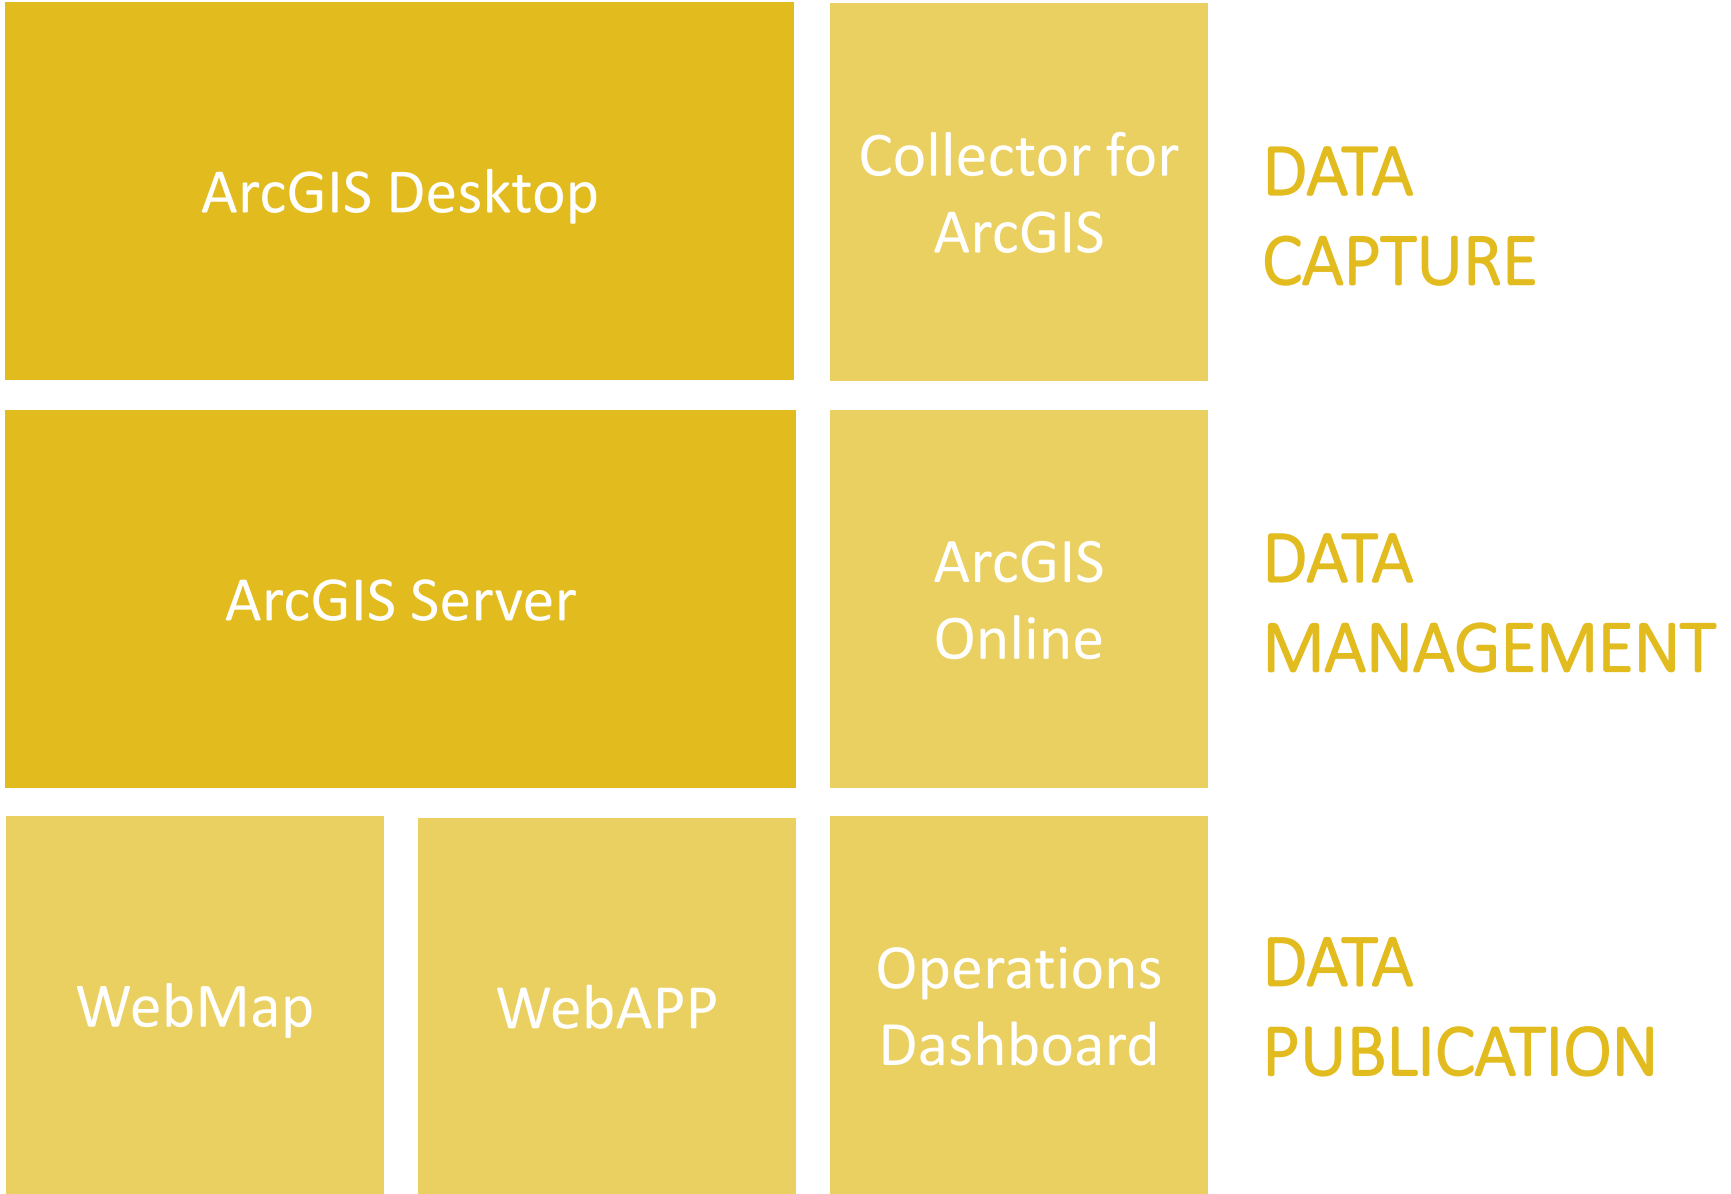 ArcGIS Desktop
Collector for
ArcGIS
DATA
CAPTURE
ArcGIS Server
ArcGIS
Online
DATA
MANAGEMENT
WebMap
WebAPP
Operations
Dashboard
DATA
PUBLICATION